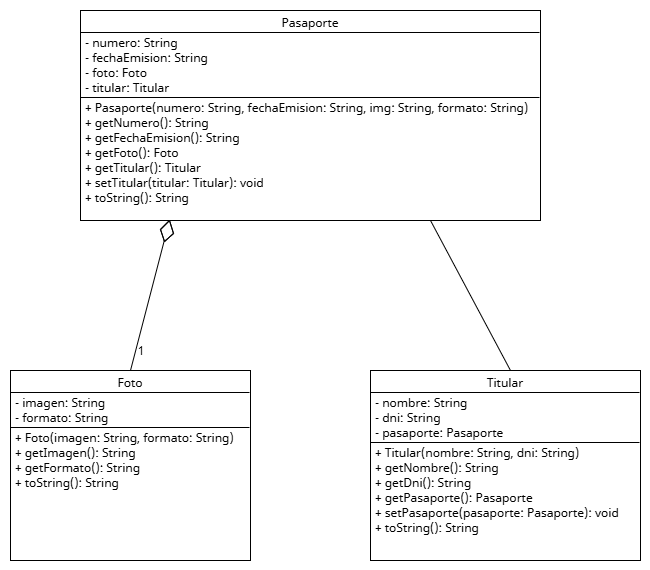 Pasaporte
- numero: String
- fechaEmision: String
- foto: Foto
- titular: Titular
+ Pasaporte(numero: String, fechaEmision: String, img: String, formato: String)
+ getNumero(): String
+ getFechaEmision(): String
+ getFoto(): Foto
+ getTitular(): Titular
+ setTitular(titular: Titular): void
+ toString(): String
1
Foto
- imagen: String
- formato: String
+ Foto(imagen: String, formato: String)
+ getImagen(): String
+ getFormato(): String
+ toString(): String
Titular
- nombre: String
- dni: String
- pasaporte: Pasaporte
+ Titular(nombre: String, dni: String)
+ getNombre(): String
+ getDni(): String
+ getPasaporte(): Pasaporte
+ setPasaporte(pasaporte: Pasaporte): void
+ toString(): String